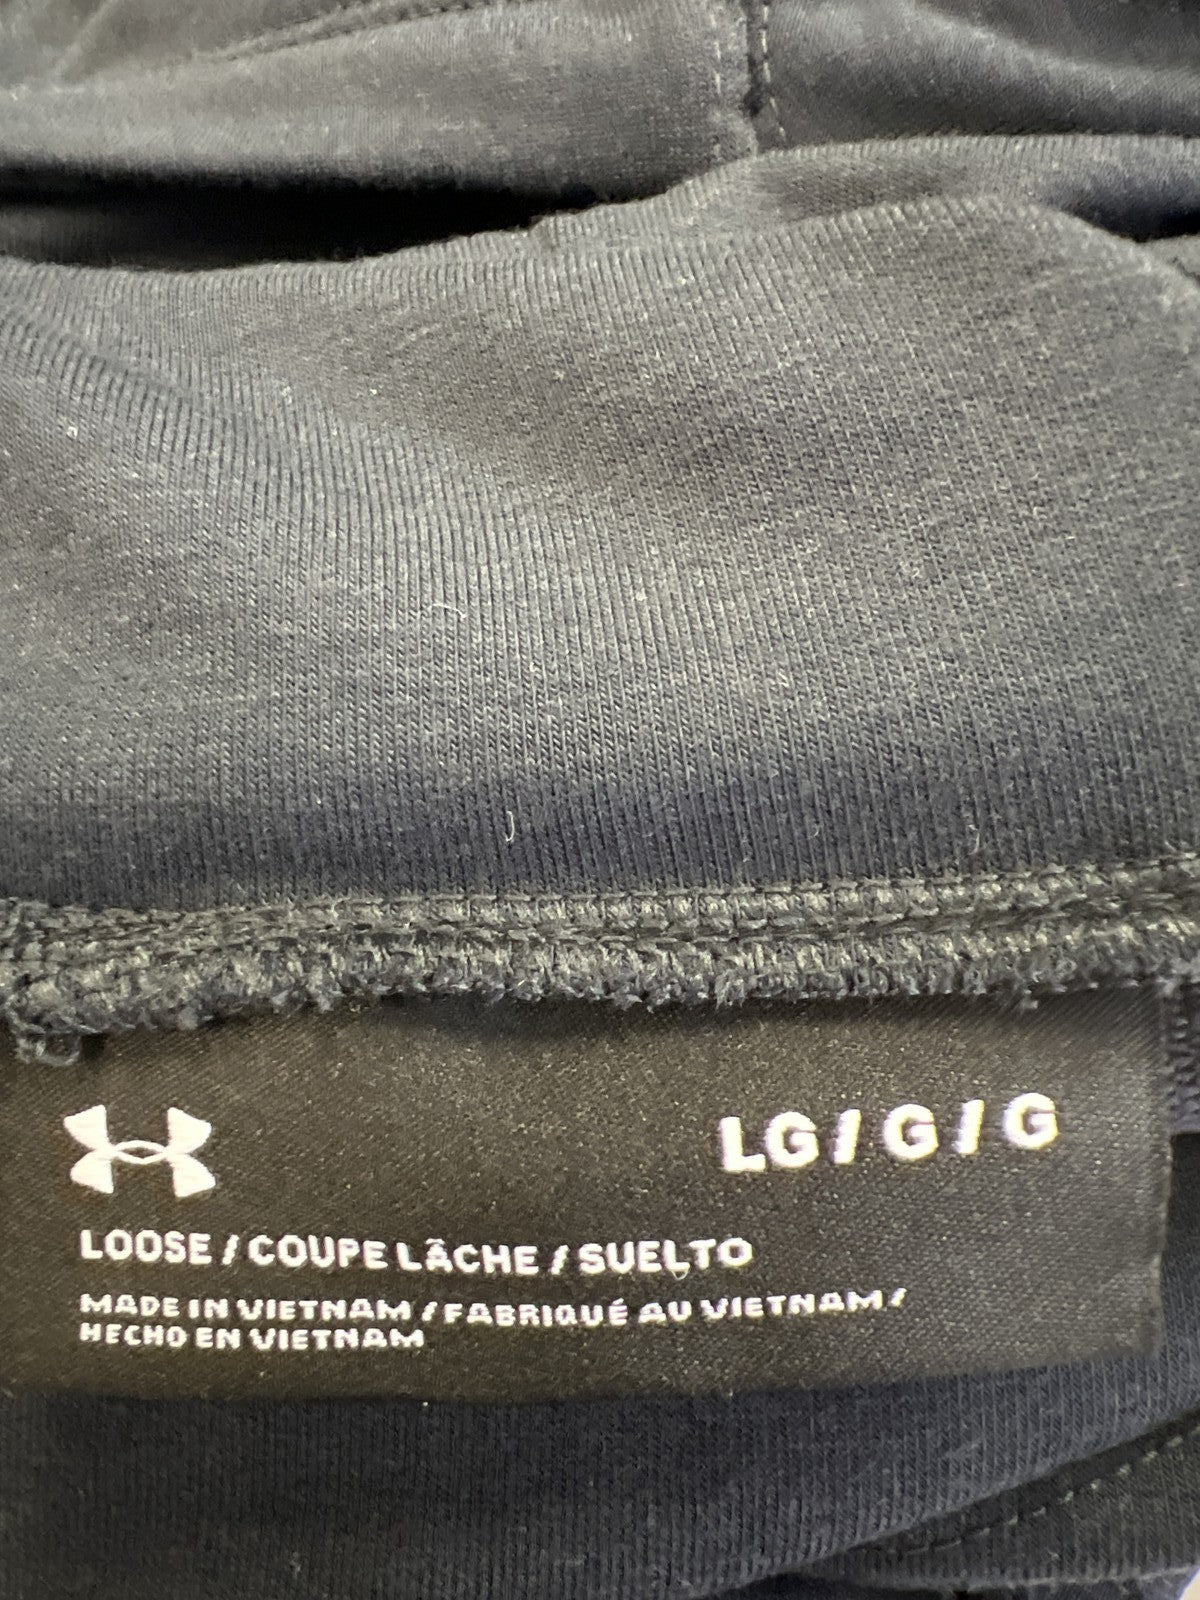 LG / G / G
LOOSE / COUPE LÂCHE / SUELTO
MADE IN VIETNAM / FABRIQUÉ AU VIETNAM /
HECHO EN VIETNAM